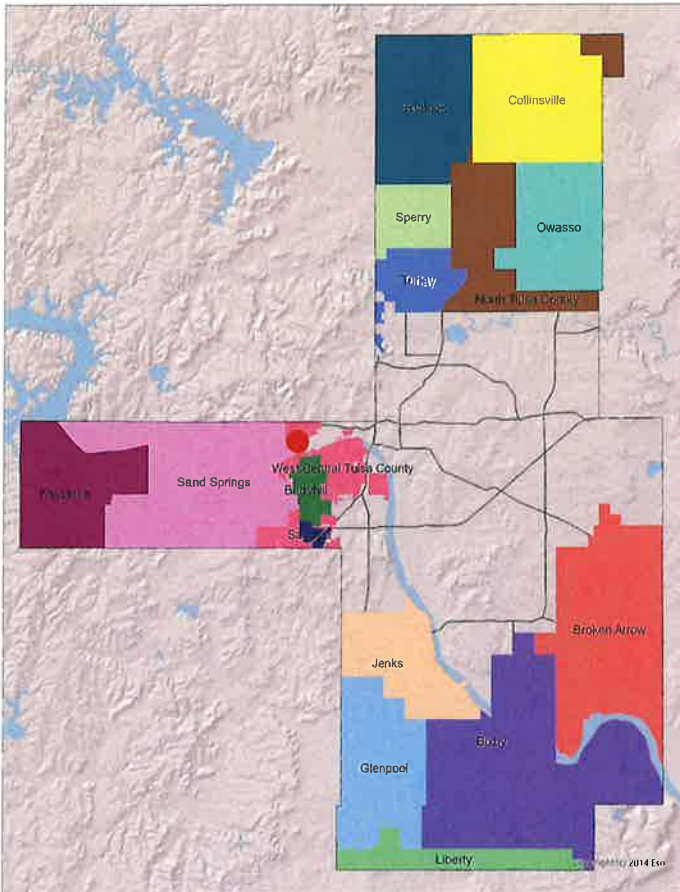 Collinsville
Sperry
Owasso
Turley
North Tulsa County
West Central Tulsa County
Sand Springs
Berryhill
Broken Arrow
Jenks
Bixby
Glenpool
Liberty
2014 Esri